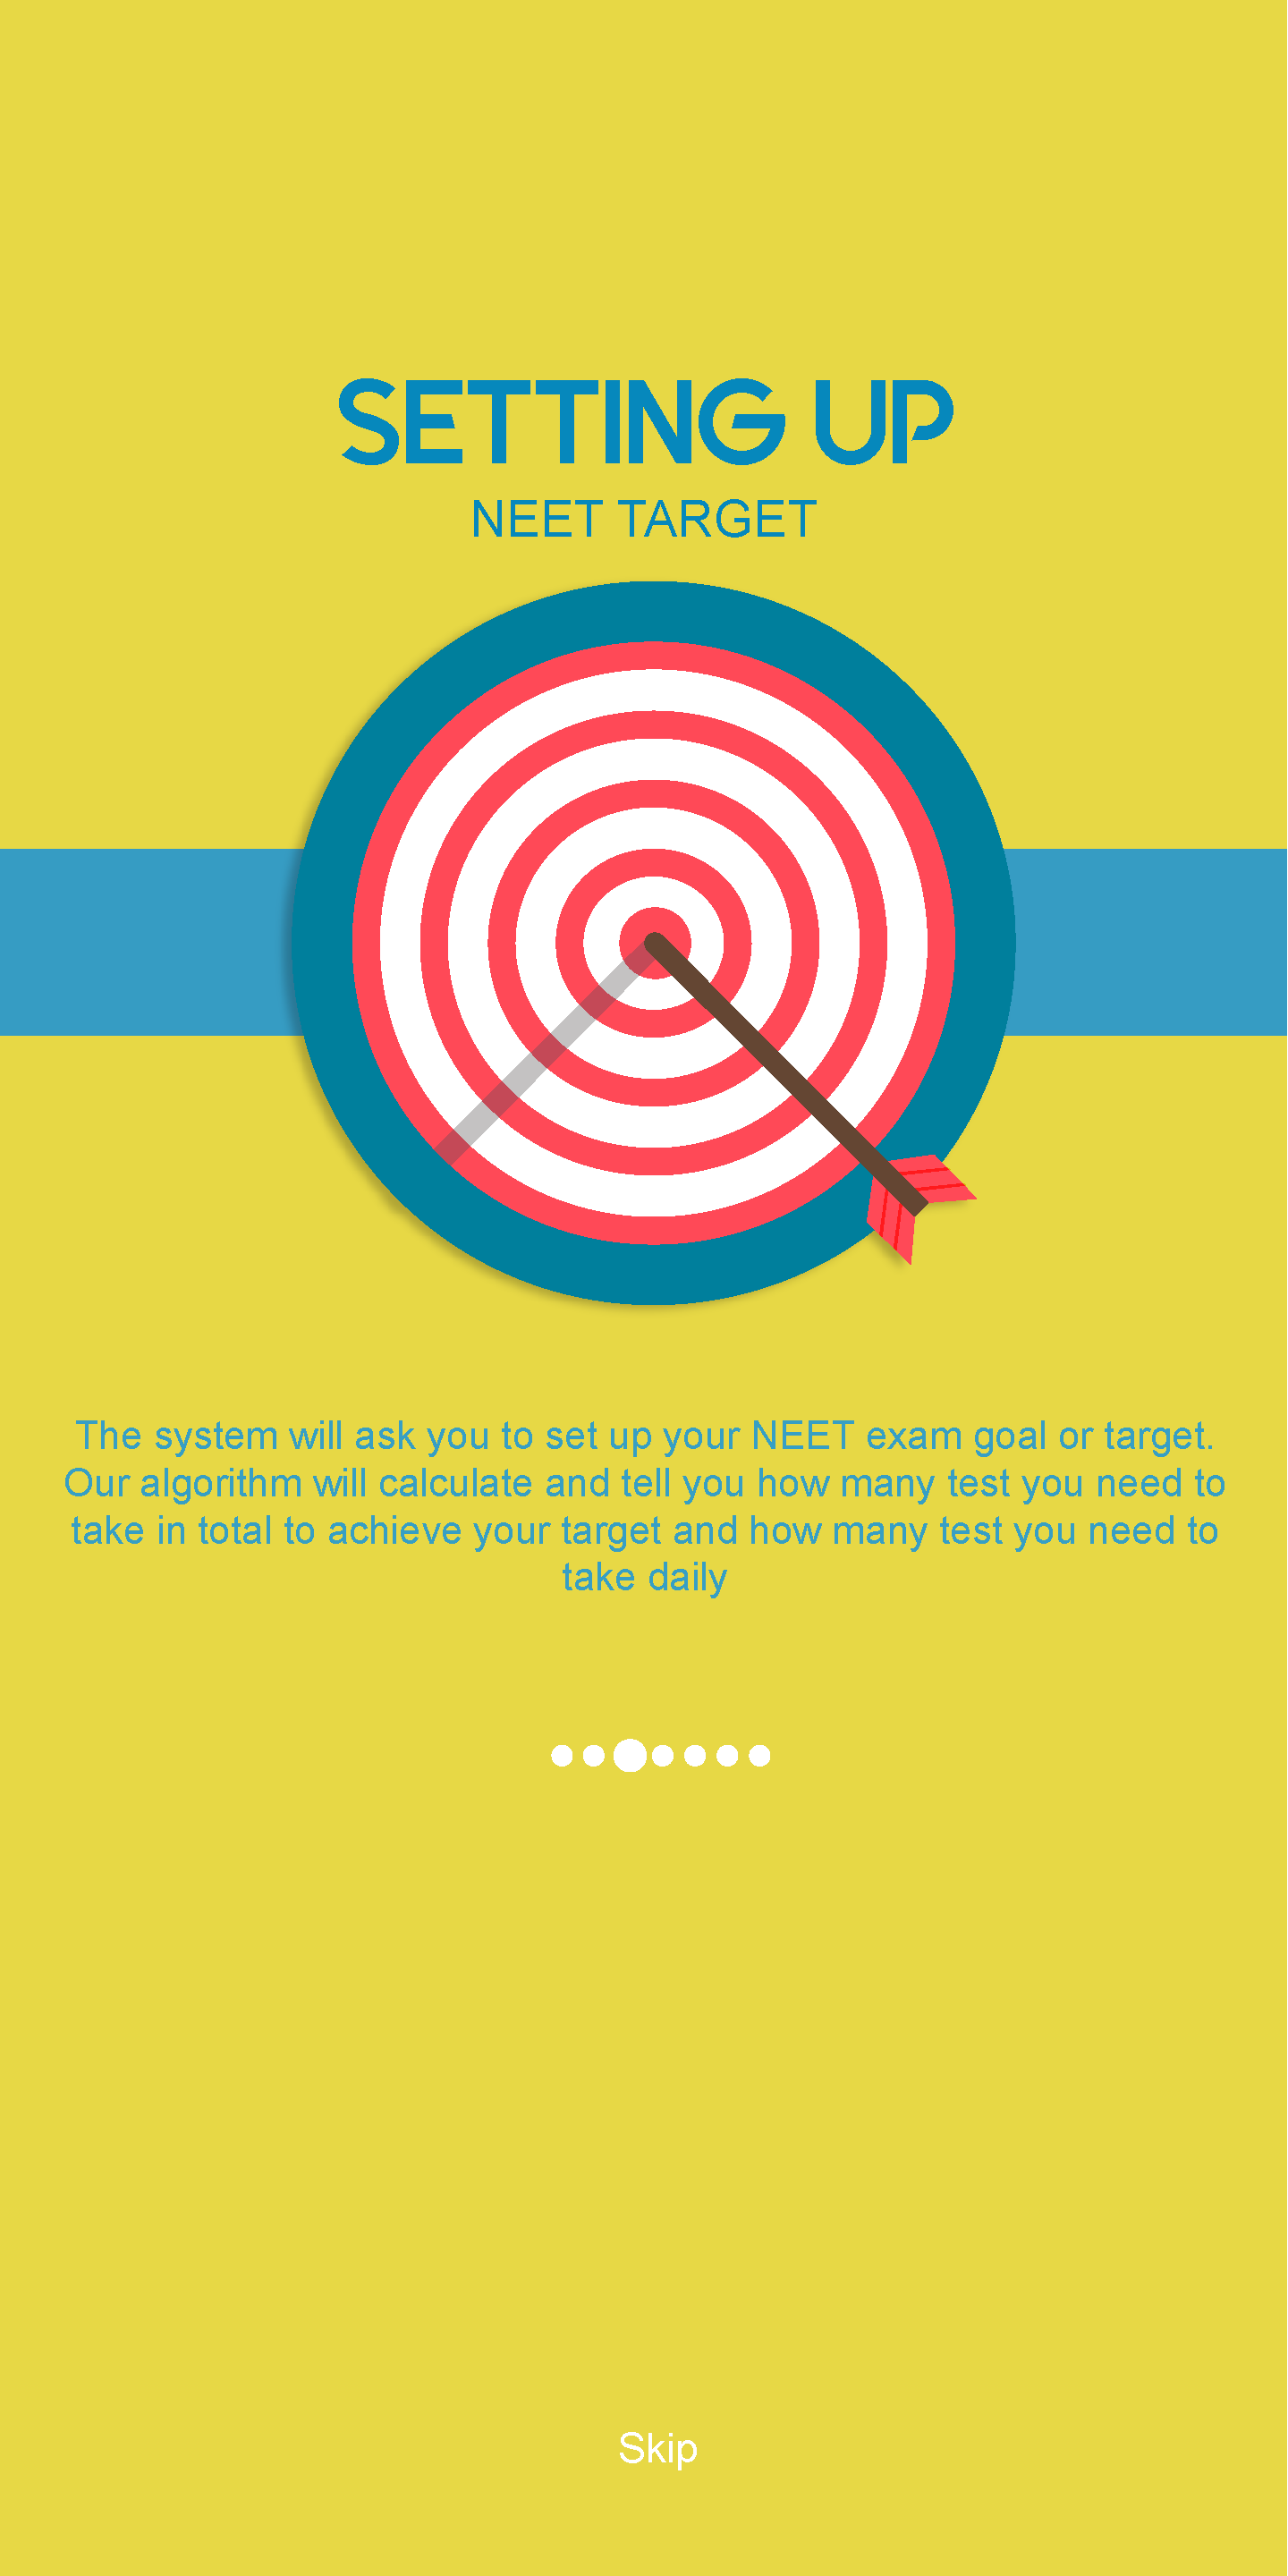 SETTING UP
NEET TARGET
The system will ask you to set up your NEET exam goal or target.
Our algorithm will calculate and tell you how many test you need to
take in total to achieve your target and how many test you need to
take daily
Skip